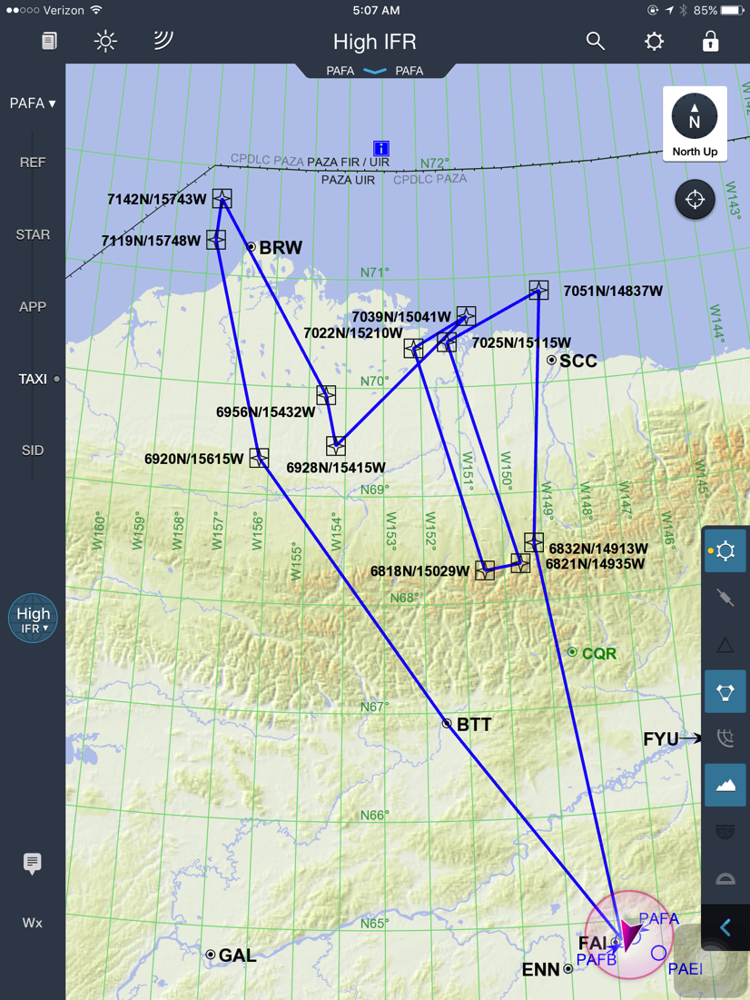 Verizon 5:07 AM 85%
High IFR
PAFA PAFA
PAFA ▼
REF
STAR
APP
TAXI
SID
High
IFR ▼
Wx
N
North Up
i
CPDLC PAZA PAZA FIR / UIR N72°
PAZA UIR CPDLC PAZA
7142N/15743W
W143°
7119N/15748W
BRW
N71°
7051N/14837W
7039N/15041W
W144°
7022N/15210W
7025N/15115W
SCC
N70°
6956N/15432W
6920N/15615W
6928N/15415W
W151° W150°
W145°
N69°
W149° W148° W147°
W160° W159° W158° W157° W156° W155° W154° W153° W152° W146°
6832N/14913W
6818N/15029W
6821N/14935W
N68°
CQR
N67°
BTT
FYU
N66°
N65°
PAFA
FAI
PAFB
GAL
ENN
PAEI